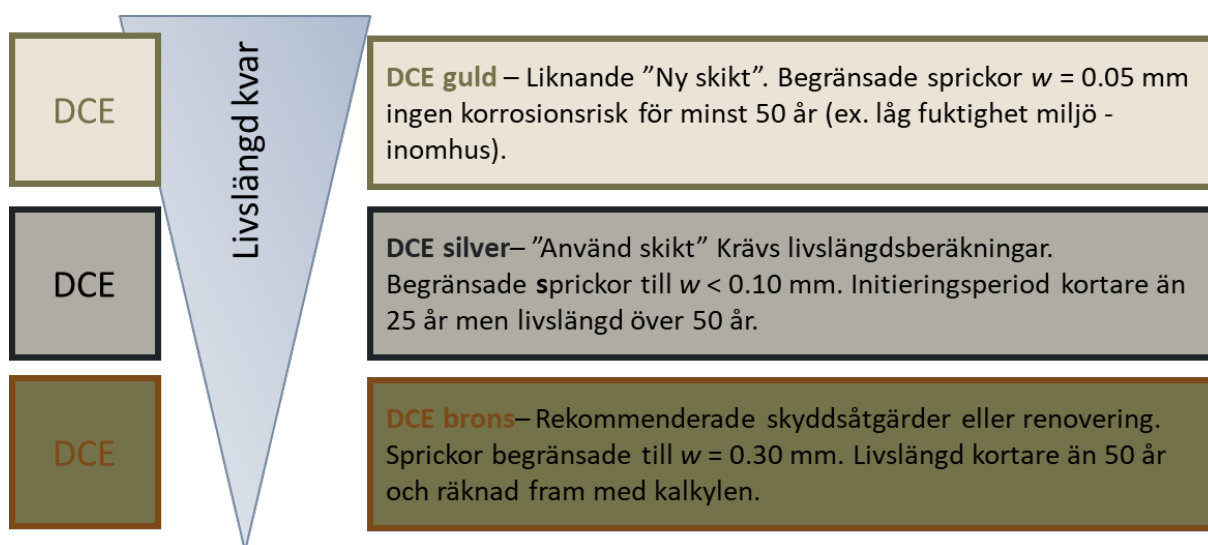 DCE
Livslängd kvar
DCE guld – Liknande ”Ny skikt”. Begränsade sprickor w = 0.05 mm
ingen korrosionsrisk för minst 50 år (ex. låg fuktighet miljö -
inomhus).
DCE
DCE silver– ”Använd skikt” Krävs livslängdsberäkningar.
Begränsade sprickor till w < 0.10 mm. Initieringsperiod kortare än
25 år men livslängd över 50 år.
DCE
DCE brons– Rekommenderade skyddsåtgärder eller renovering.
Sprickor begränsade till w = 0.30 mm. Livslängd kortare än 50 år
och räknad fram med kalkylen.